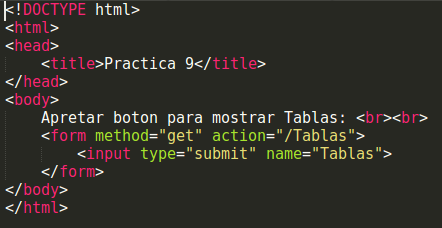 <!DOCTYPE html>
<html>
<head>
    <title>Practica 9</title>
</head>
<body>
    Apretar boton para mostrar Tablas: <br><br>
    <form method="get" action="/Tablas">
        <input type="submit" name="Tablas">
    </form>
</body>
</html>